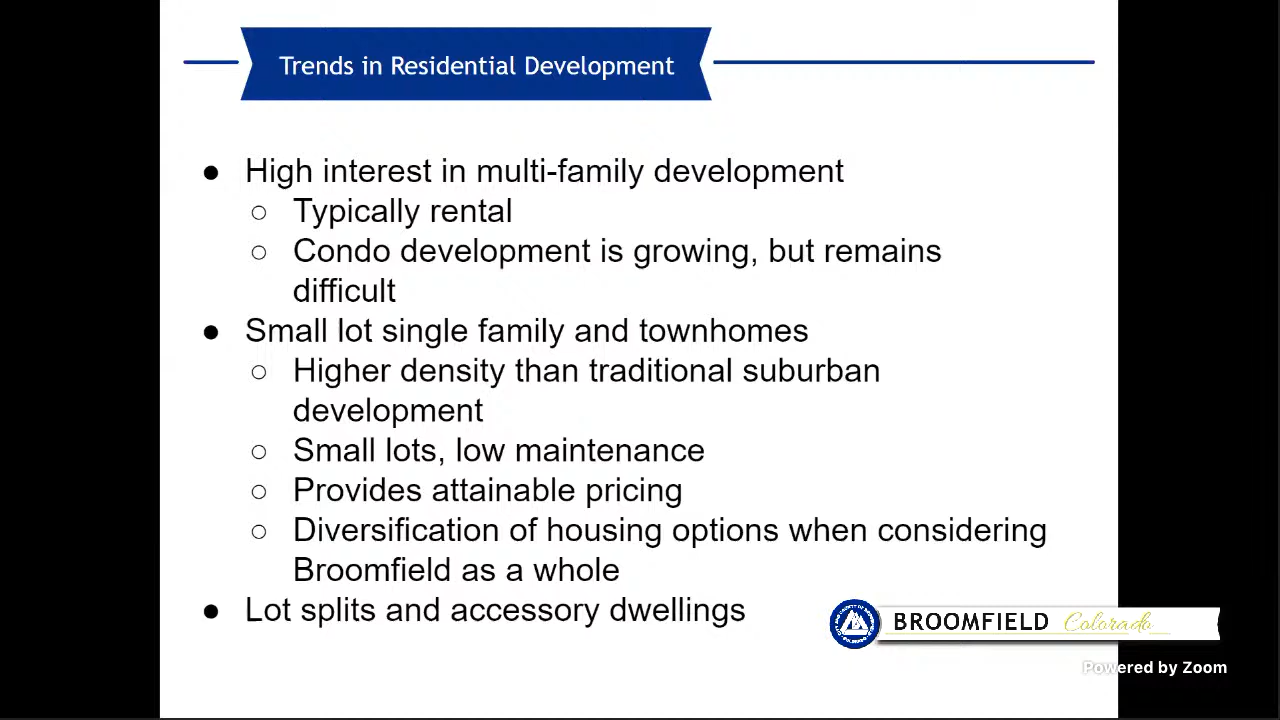 Trends in Residential Development
● High interest in multi-family development
○ Typically rental
○ Condo development is growing, but remains
difficult
● Small lot single family and townhomes
○ Higher density than traditional suburban
development
○ Small lots, low maintenance
○ Provides attainable pricing
○ Diversification of housing options when considering
Broomfield as a whole
● Lot splits and accessory dwellings
BROOMFIELD Colorado
Powered by Zoom